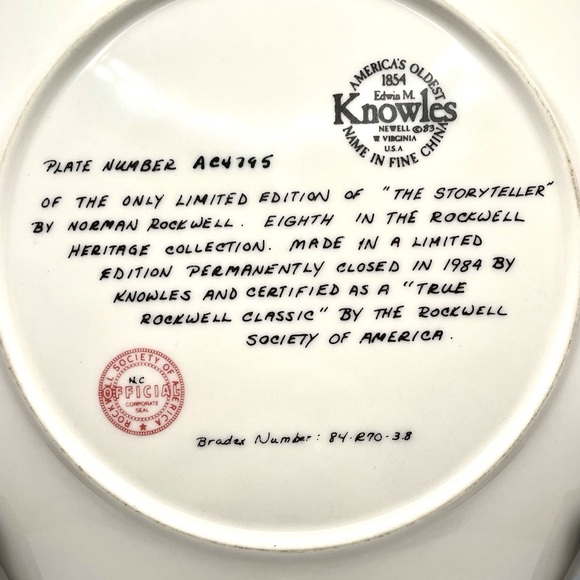 AMERICA'S OLDEST
1854
Edwin M.
Knowles
NEWELL ©83
W VIRGINIA
U.S.A
NAME IN FINE CHINA
PLATE NUMBER AC4795
OF THE ONLY LIMITED EDITION OF "THE STORYTELLER"
BY NORMAN ROCKWELL. EIGHTH IN THE ROCKWELL
HERITAGE COLLECTION. MADE IN A LIMITED
EDITION PERMANENTLY CLOSED IN 1984 BY
KNOWLES AND CERTIFIED AS A "TRUE
ROCKWELL CLASSIC" BY THE ROCKWELL
SOCIETY OF AMERICA.
ROCKWELL SOCIETY OF AMERICA
N.C
OFFICIAL
CORPORATE
SEAL
Bradex Number: 84-R70-3.8